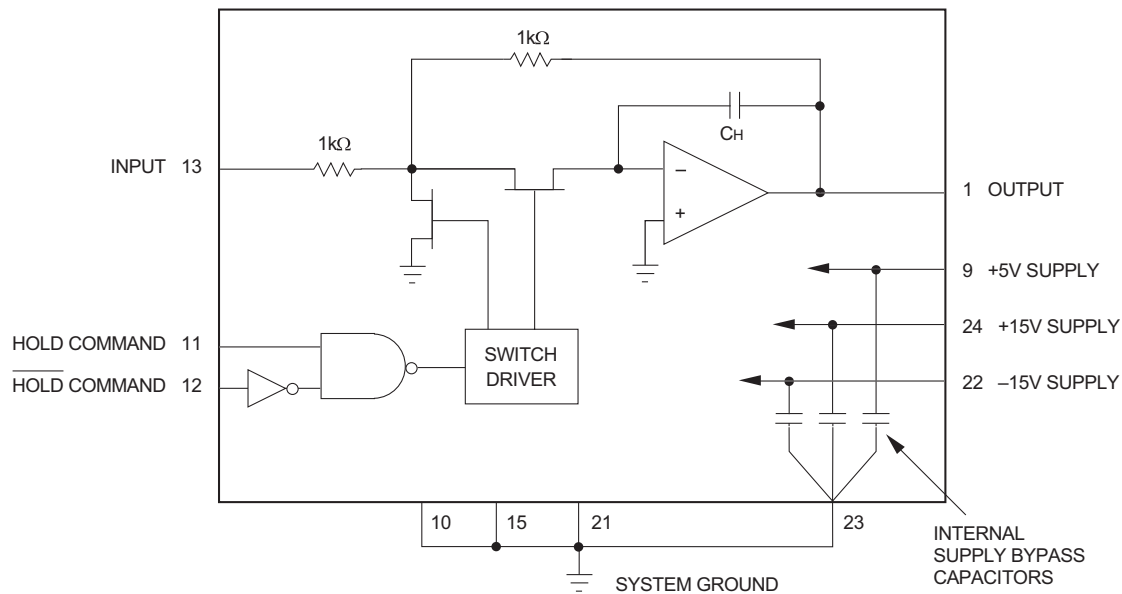 1kΩ
CH
1kΩ
INPUT 13
–
+
1 OUTPUT
9 +5V SUPPLY
24 +15V SUPPLY
22 –15V SUPPLY
HOLD COMMAND 11
HOLD COMMAND 12
SWITCH
DRIVER
10 15 21 23
INTERNAL
SUPPLY BYPASS
CAPACITORS
SYSTEM GROUND